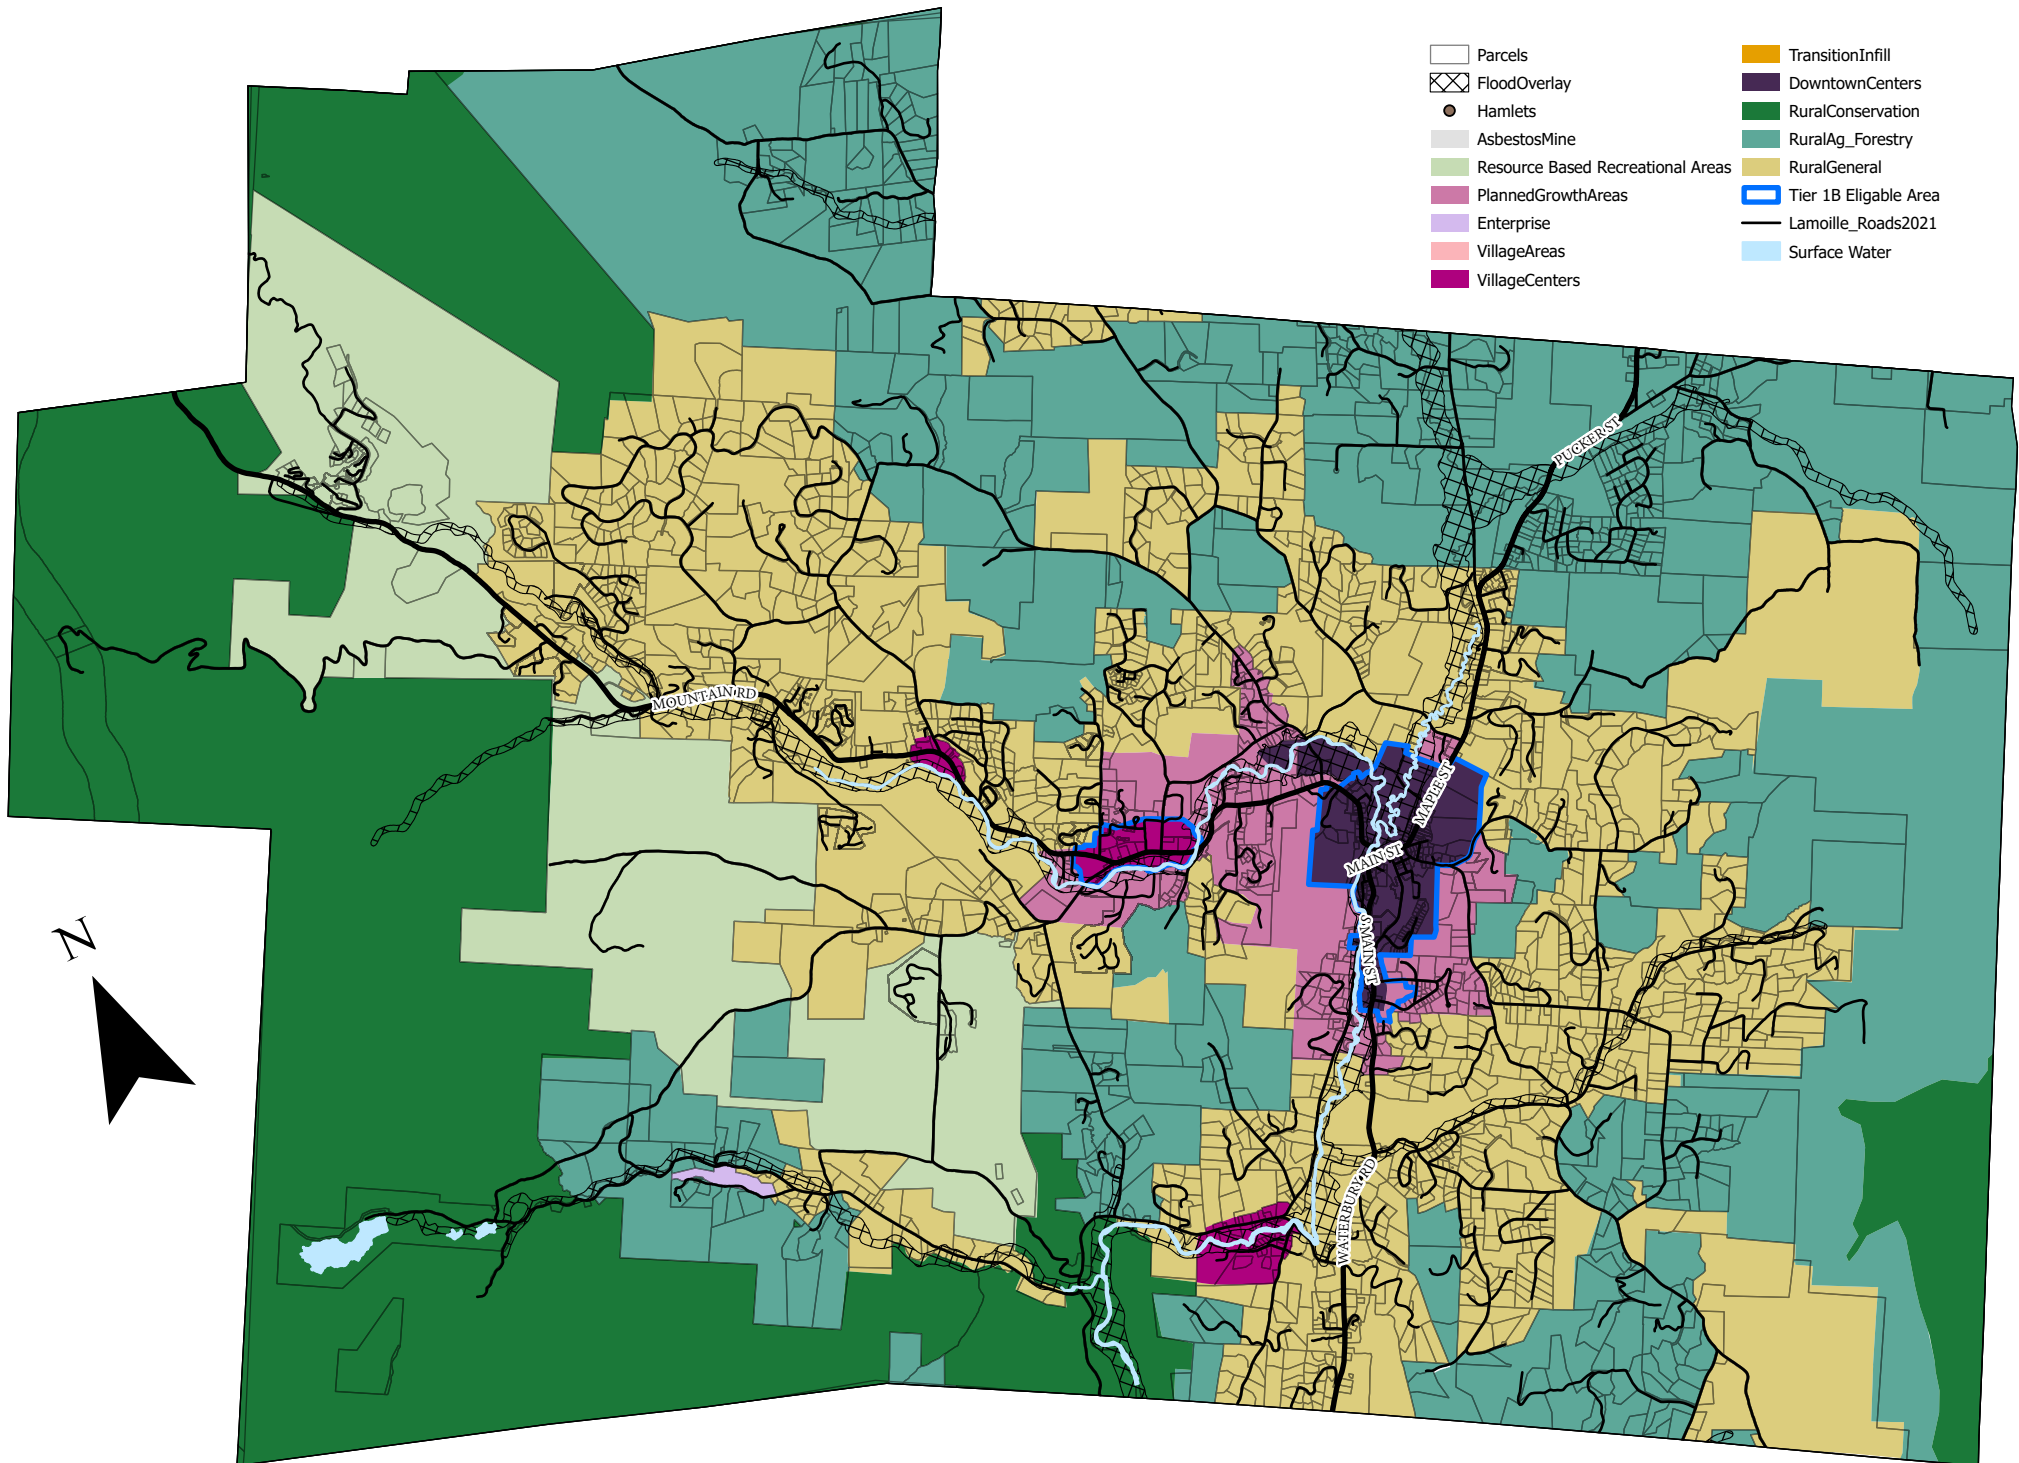 Parcels
FloodOverlay
Hamlets
AsbestosMine
Resource Based Recreational Areas
PlannedGrowthAreas
Enterprise
VillageAreas
VillageCenters
TransitionInfill
DowntownCenters
RuralConservation
RuralAg_Forestry
RuralGeneral
Tier 1B Eligable Area
Lamoille_Roads2021
Surface Water
PUCKER ST
MOUNTAIN RD
MAPLE ST
MAIN ST
S MAIN ST
N
WATERBURY RD